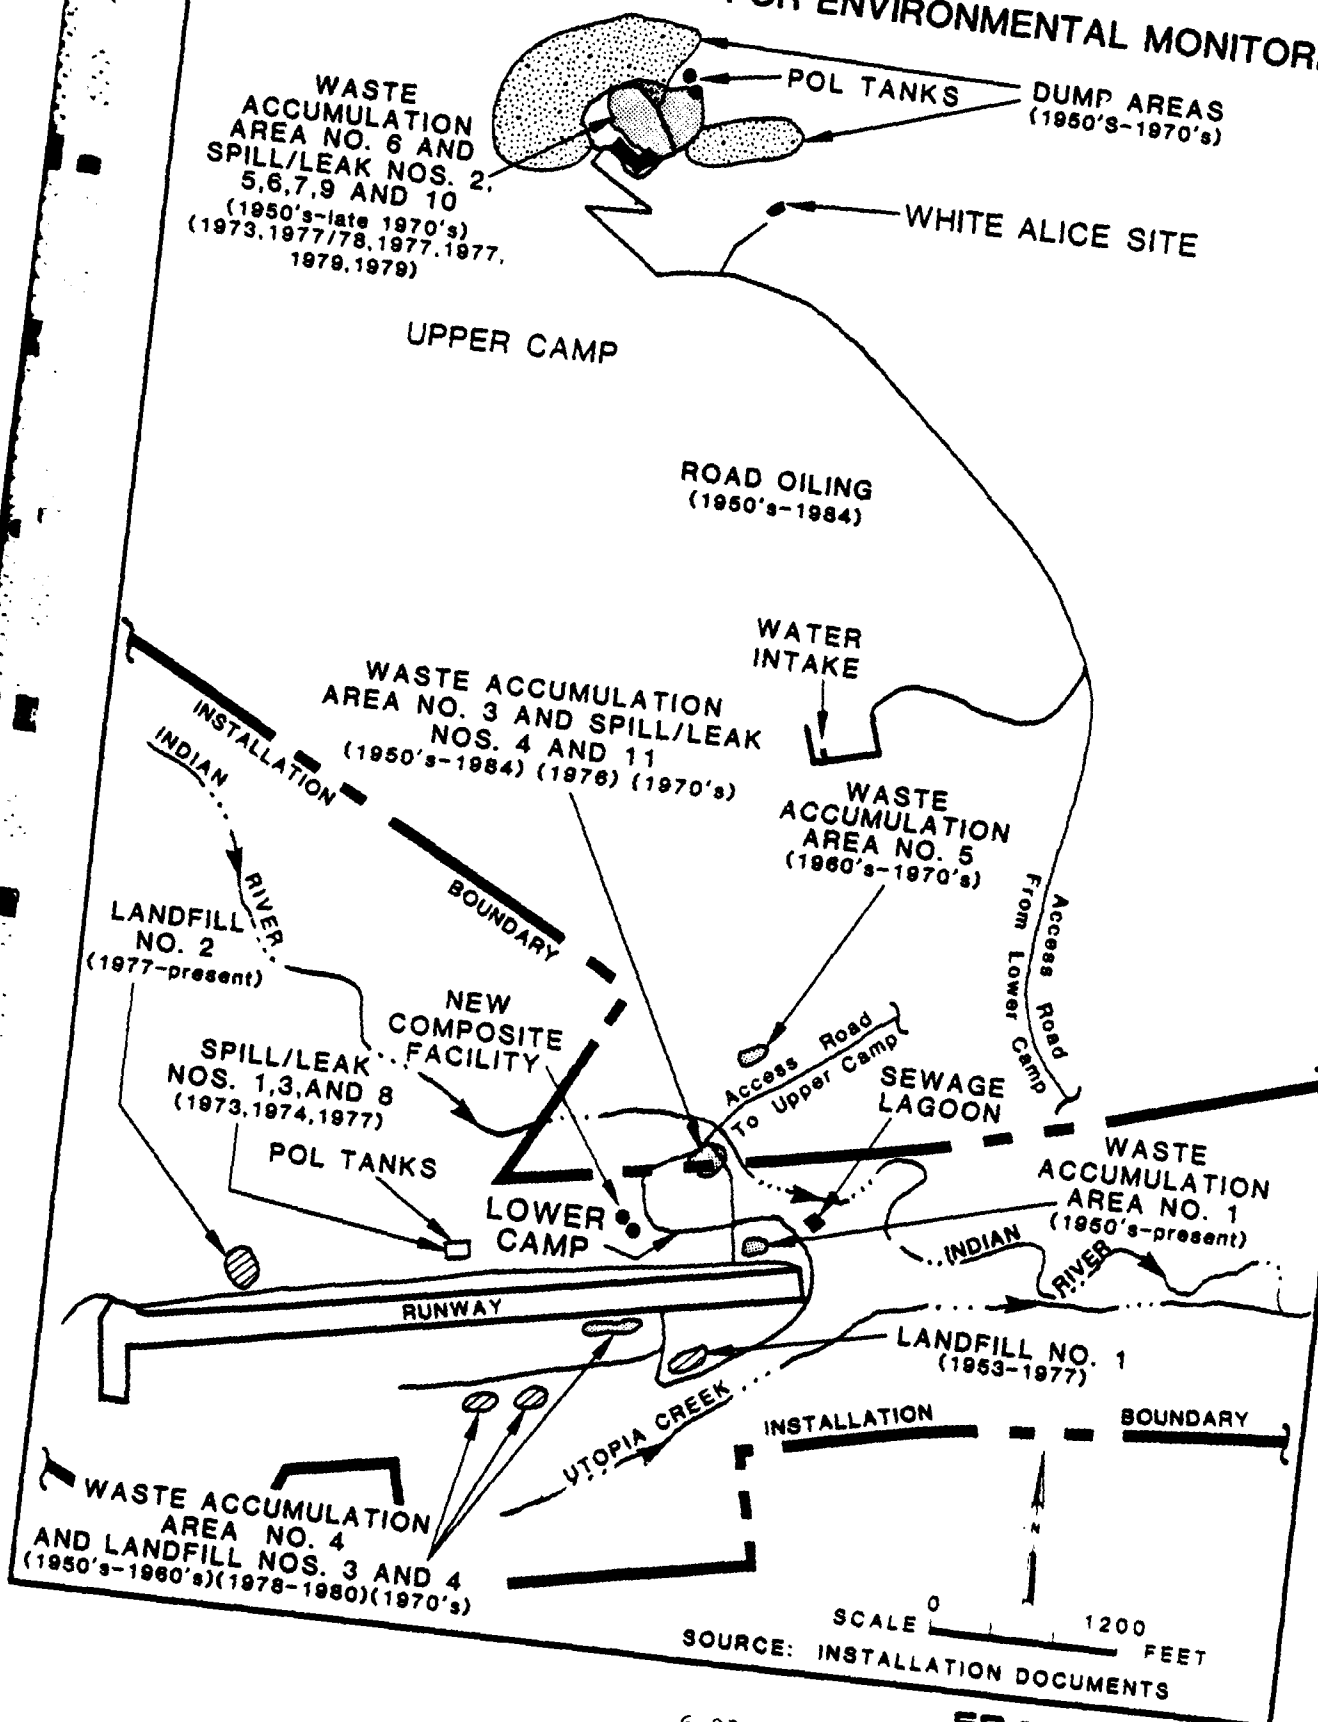 FOR ENVIRONMENTAL
POL TANKS
DUMP AREAS
(1950'S-1970's)
WASTE
ACCUMULATION
AREA NO. 6 AND
SPILL/LEAK NOS. 2,
5,6,7,9 AND 10
(1950's-late 1970's)
(1973,1977/78,1977,1977,
1979,1979)
WHITE ALICE SITE
UPPER CAMP
ROAD OILING
(1950's-1984)
WATER
INTAKE
WASTE ACCUMULATION
AREA NO. 3 AND SPILL/LEAK
NOS. 4 AND 11
(1950's-1984) (1976) (1970's)
INSTALLATION
BOUNDARY
INDIAN
RIVER
WASTE
ACCUMULATION
AREA NO. 5
(1960's-1970's)
Access Road
From Lower Camp
LANDFILL
NO. 2
(1977-present)
NEW
COMPOSITE
FACILITY
SPILL/LEAK
NOS. 1,3,AND 8
(1973,1974,1977)
POL TANKS
Access Road
To Upper Camp
SEWAGE
LAGOON
WASTE
ACCUMULATION
AREA NO. 1
(1950's-present)
LOWER
CAMP
INDIAN
RIVER
RUNWAY
LANDFILL NO. 1
(1953-1977)
UTOPIA CREEK
INSTALLATION
BOUNDARY
WASTE ACCUMULATION
AREA NO. 4
AND LANDFILL NOS. 3 AND 4
(1950's-1960's)(1978-1980)(1970's)
N
SCALE 0 1200 FEET
SOURCE: INSTALLATION DOCUMENTS